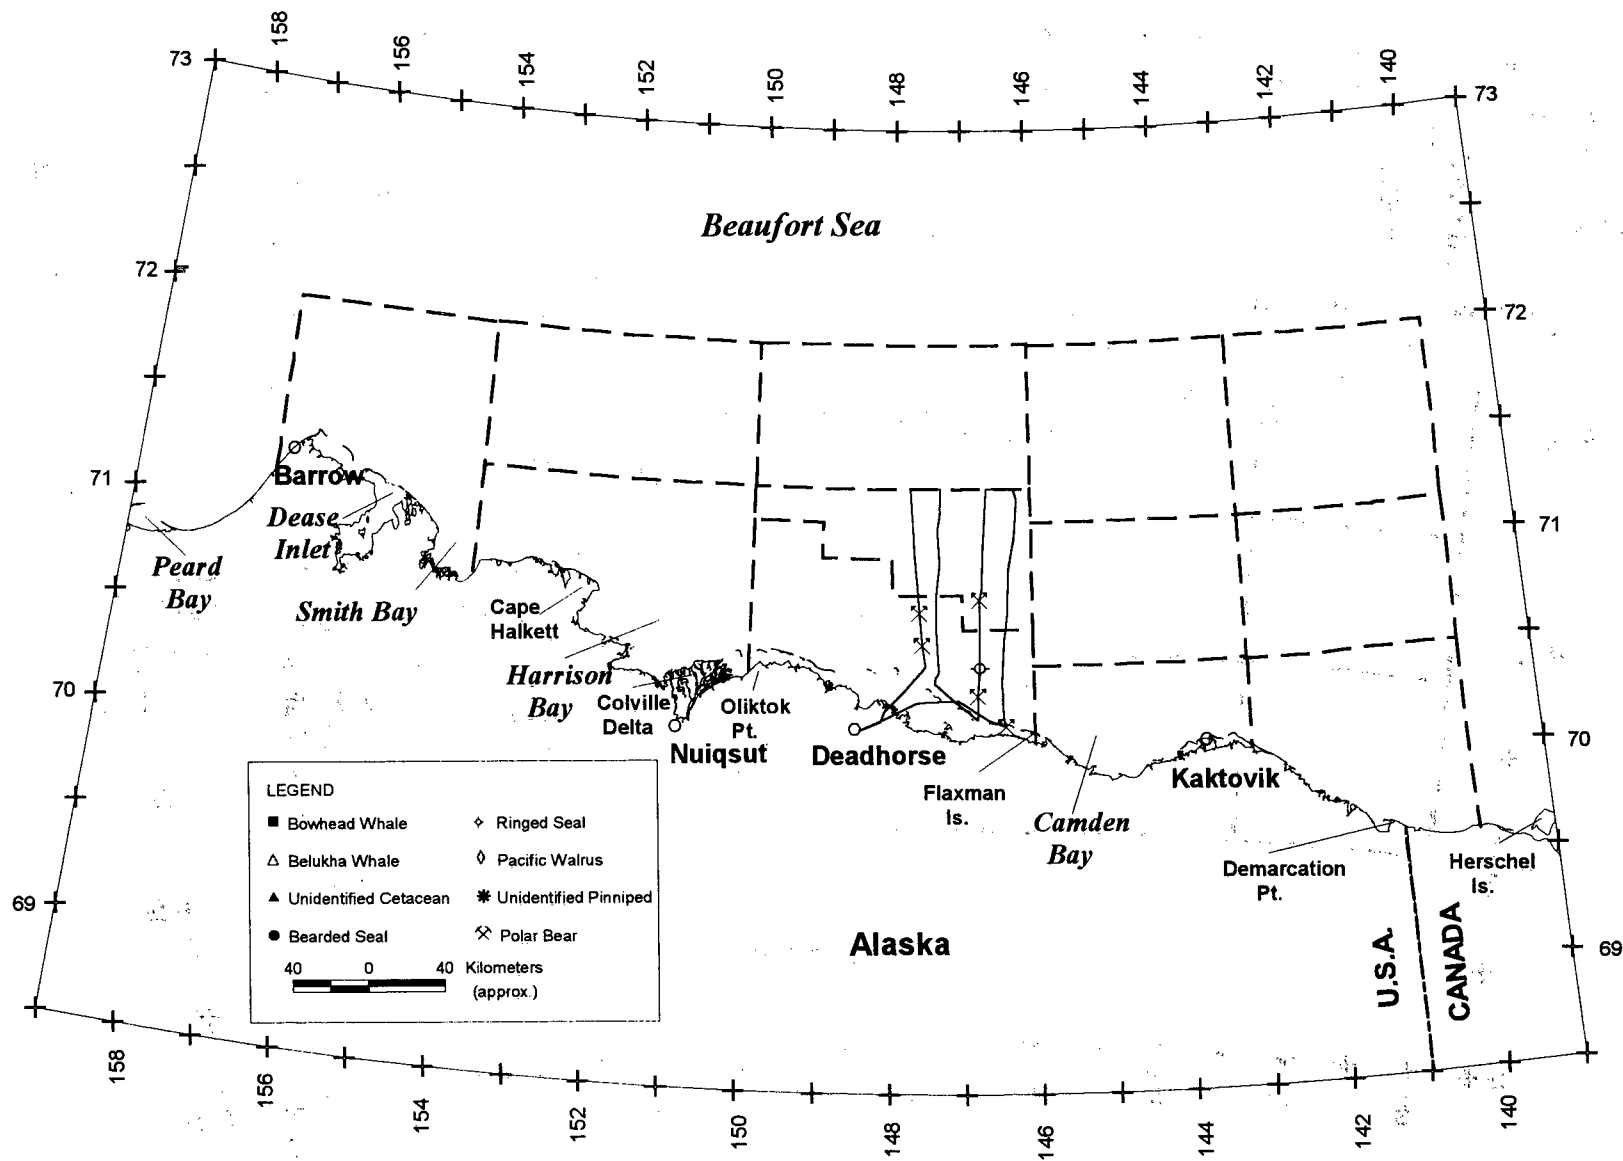 158
156
154
152
150
148
146
144
142
140
73
73
Beaufort Sea
72
72
71
71
Barrow
Dease
Inlet
Peard
Bay
Smith Bay
Cape
Halkett
Harrison
Bay
70
70
Colville
Delta
Oliktok
Pt.
Nuiqsut
Deadhorse
Flaxman
Is.
Kaktovik
Camden
Bay
Demarcation
Pt.
Herschel
Is.
LEGEND
Bowhead Whale
Ringed Seal
Belukha Whale
Pacific Walrus
Unidentified Cetacean
Unidentified Pinniped
Bearded Seal
Polar Bear
40 0 40 Kilometers
(approx.)
69
69
Alaska
U.S.A.
CANADA
158
156
154
152
150
148
146
144
142
140